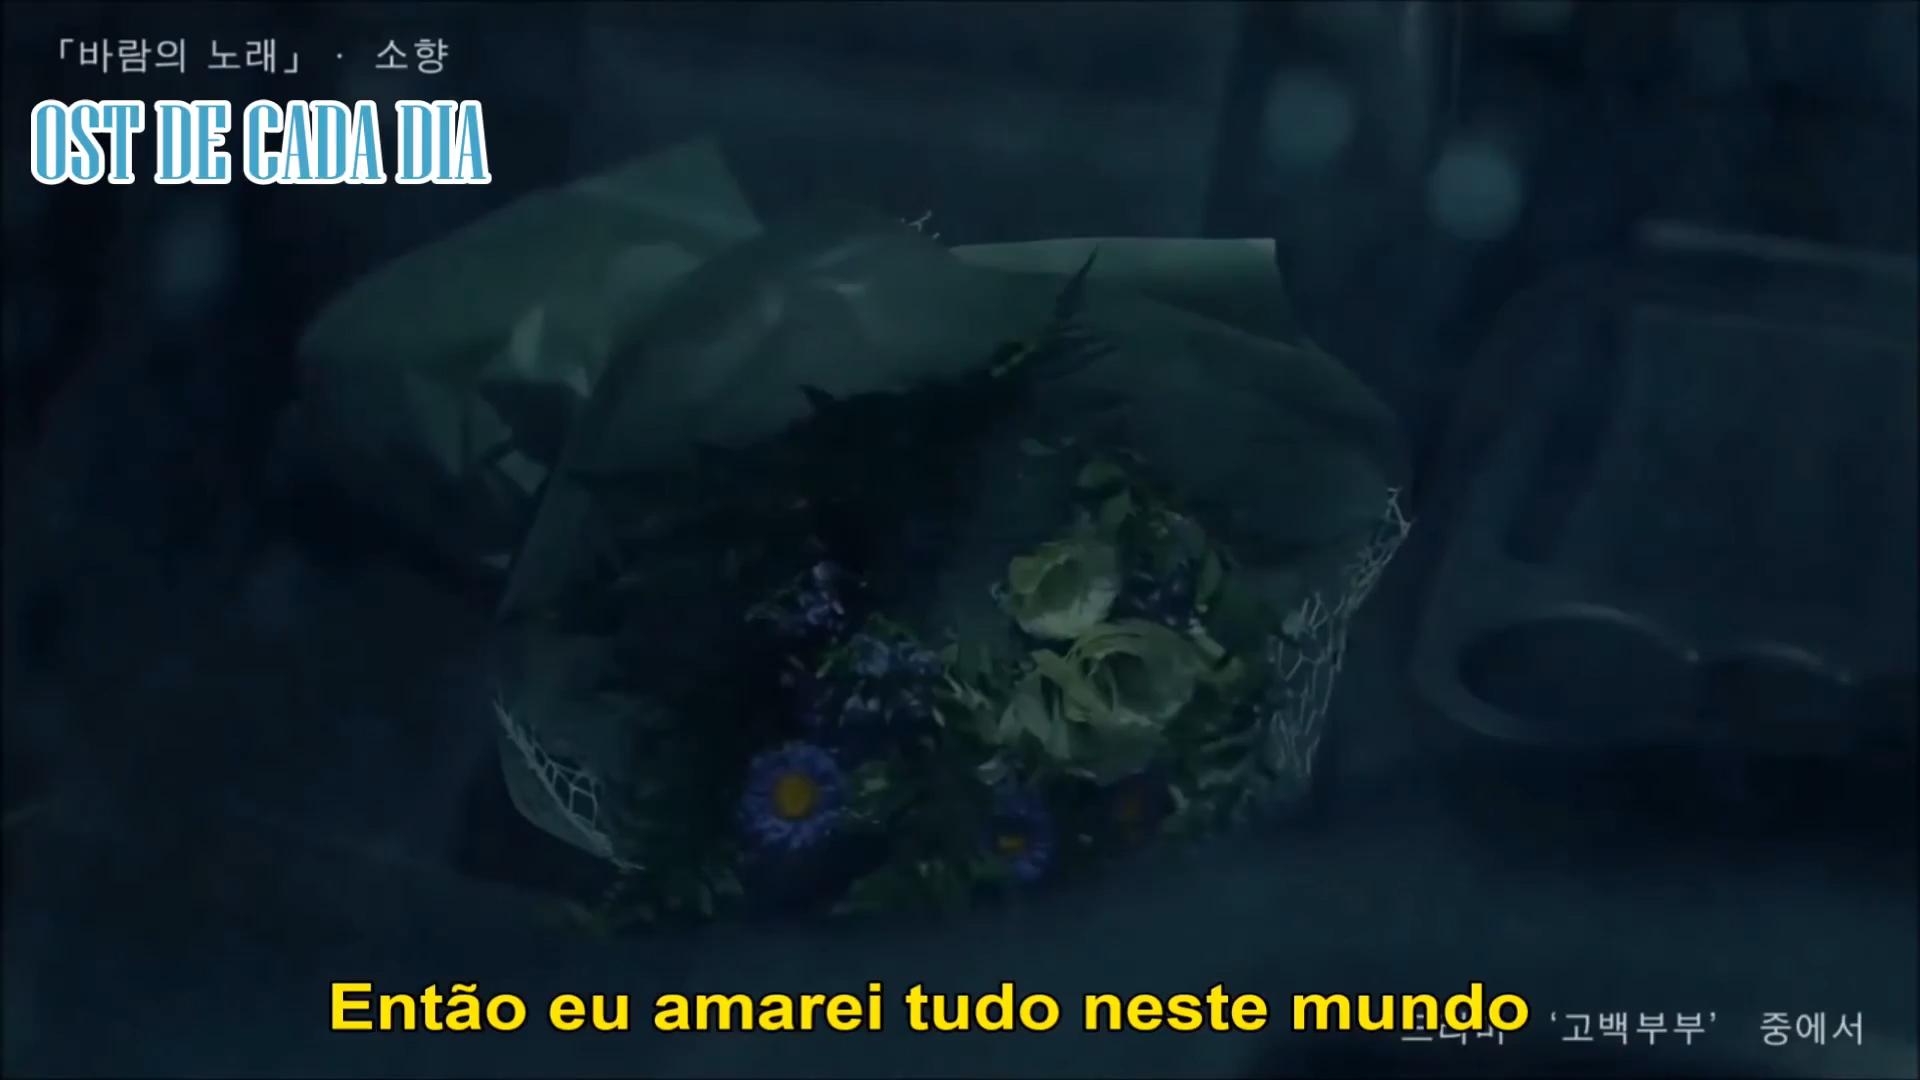 「바람의 노래」 · 소향
OST DE CADA DIA
Então eu amarei tudo neste mundo
'고백부부' 중에서